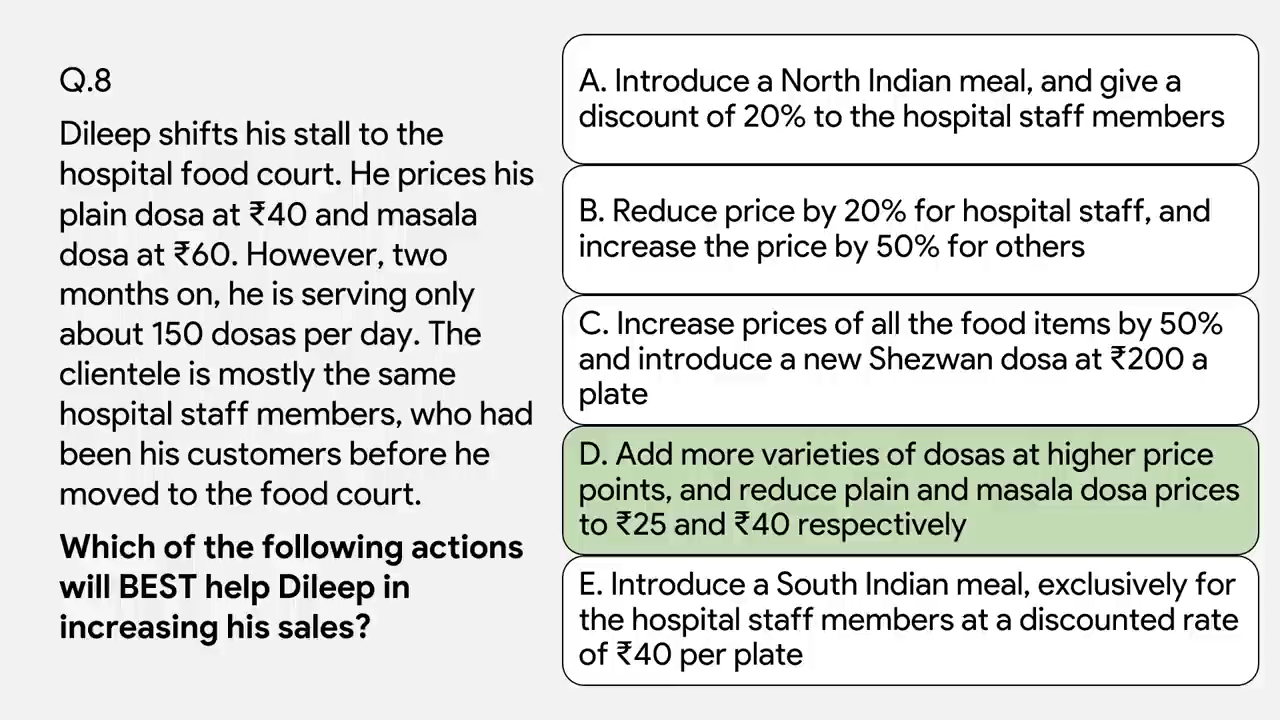 Q.8
Dileep shifts his stall to the
hospital food court. He prices his
plain dosa at ₹40 and masala
dosa at ₹60. However, two
months on, he is serving only
about 150 dosas per day. The
clientele is mostly the same
hospital staff members, who had
been his customers before he
moved to the food court.
Which of the following actions
will BEST help Dileep in
increasing his sales?
A. Introduce a North Indian meal, and give a
discount of 20% to the hospital staff members
B. Reduce price by 20% for hospital staff, and
increase the price by 50% for others
C. Increase prices of all the food items by 50%
and introduce a new Shezwan dosa at ₹200 a
plate
D. Add more varieties of dosas at higher price
points, and reduce plain and masala dosa prices
to ₹25 and ₹40 respectively
E. Introduce a South Indian meal, exclusively for
the hospital staff members at a discounted rate
of ₹40 per plate